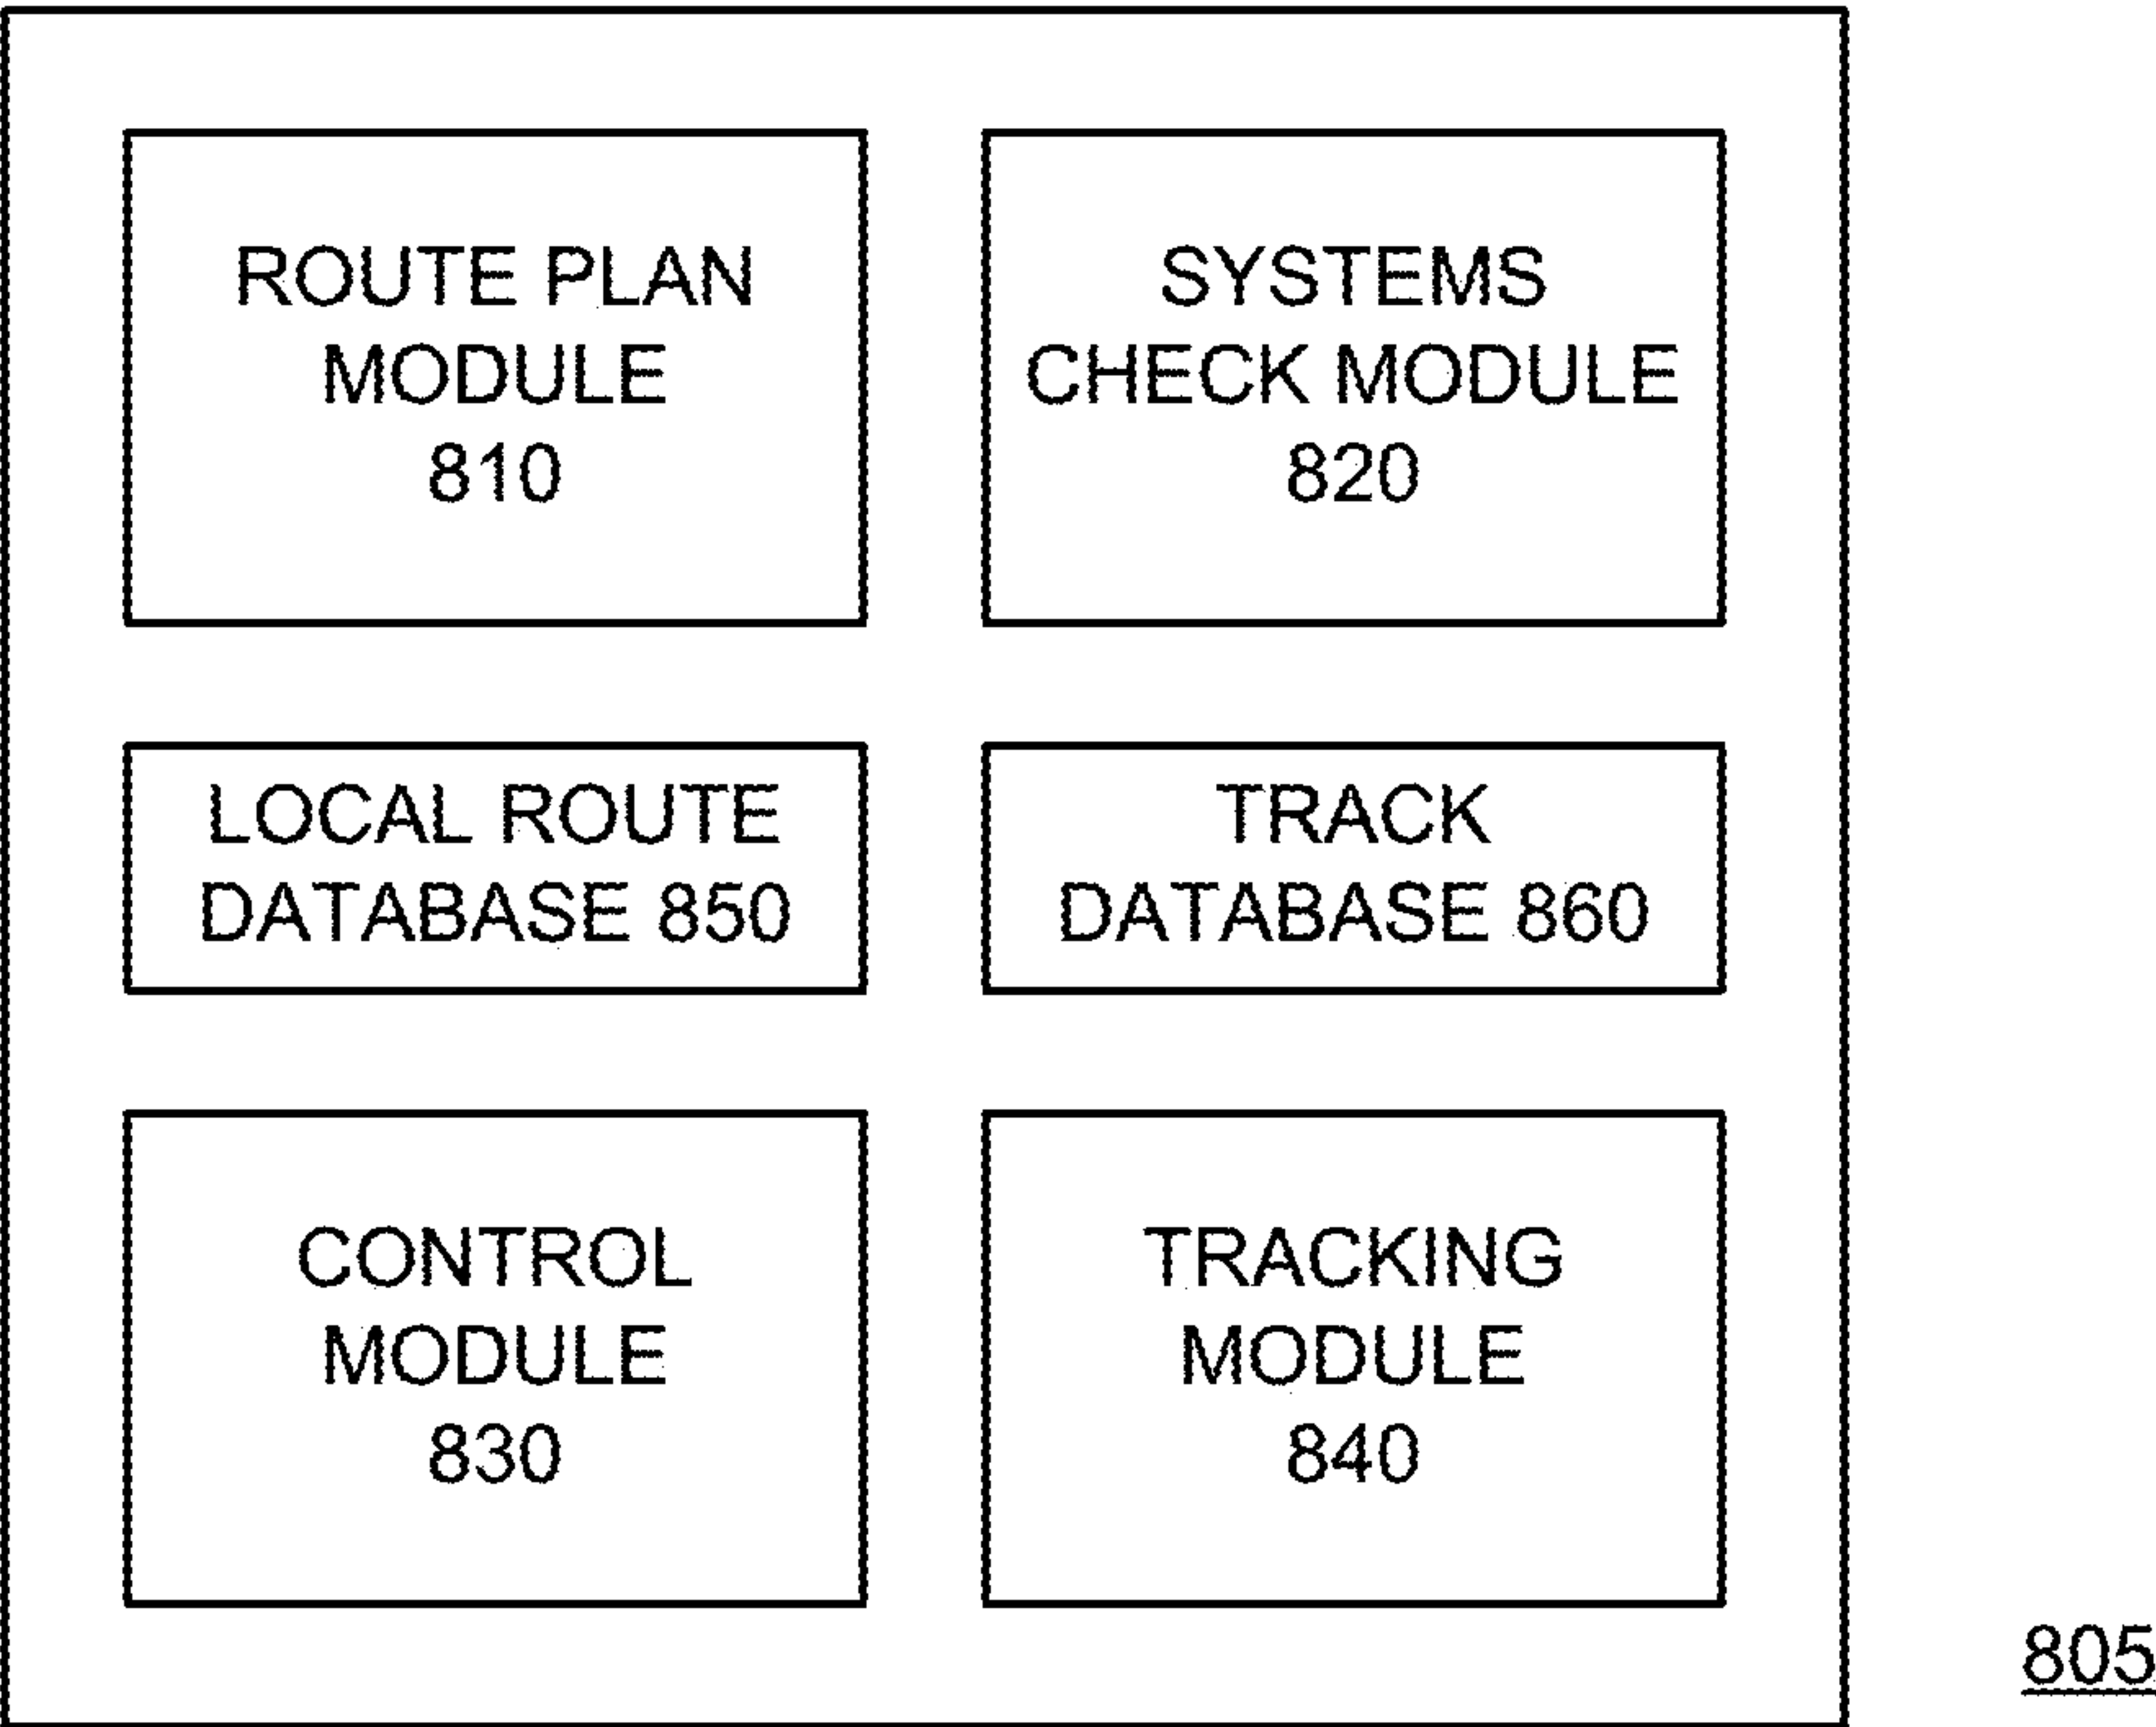 ROUTE PLAN
MODULE
810
SYSTEMS
CHECK MODULE
820
LOCAL ROUTE
DATABASE 850
TRACK
DATABASE 860
CONTROL
MODULE
830
TRACKING
MODULE
840
805